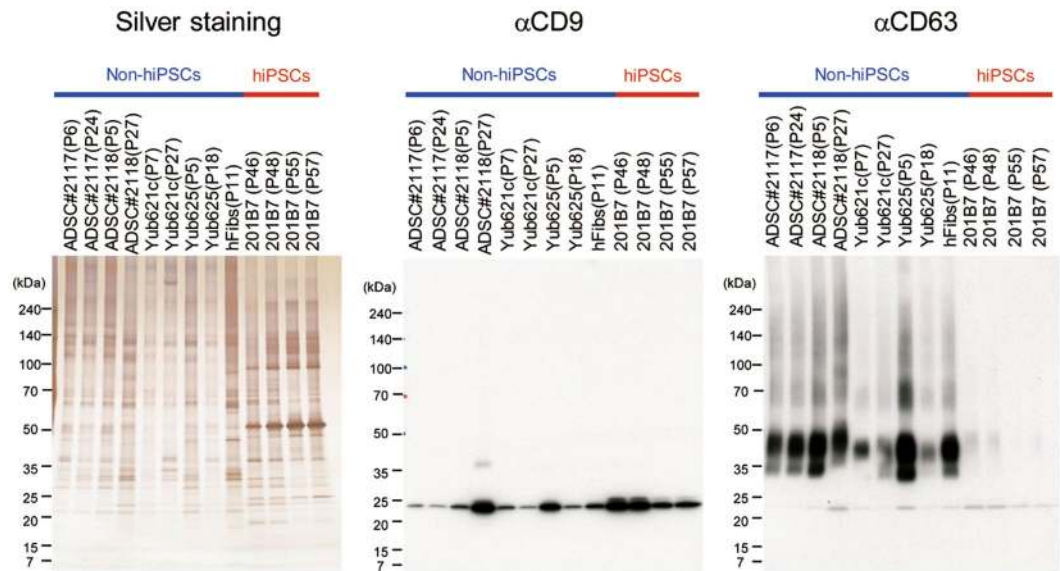 Silver staining
αCD9
αCD63
Non-hiPSCs
hiPSCs
Non-hiPSCs
hiPSCs
Non-hiPSCs
hiPSCs
ADSC#2117(P6)
ADSC#2117(P24)
ADSC#2118(P5)
ADSC#2118(P27)
Yub621c(P7)
Yub621c(P27)
Yub625(P5)
Yub625(P18)
hFibs(P11)
201B7 (P46)
201B7 (P48)
201B7 (P55)
201B7 (P57)
ADSC#2117(P6)
ADSC#2117(P24)
ADSC#2118(P5)
ADSC#2118(P27)
Yub621c(P7)
Yub621c(P27)
Yub625(P5)
Yub625(P18)
hFibs(P11)
201B7 (P46)
201B7 (P48)
201B7 (P55)
201B7 (P57)
ADSC#2117(P6)
ADSC#2117(P24)
ADSC#2118(P5)
ADSC#2118(P27)
Yub621c(P7)
Yub621c(P27)
Yub625(P5)
Yub625(P18)
hFibs(P11)
201B7 (P46)
201B7 (P48)
201B7 (P55)
201B7 (P57)
(kDa)
240
140
100
70
50
35
25
20
15
7
(kDa)
240
140
100
70
50
35
25
20
15
7
(kDa)
240
140
100
70
50
35
25
20
15
7